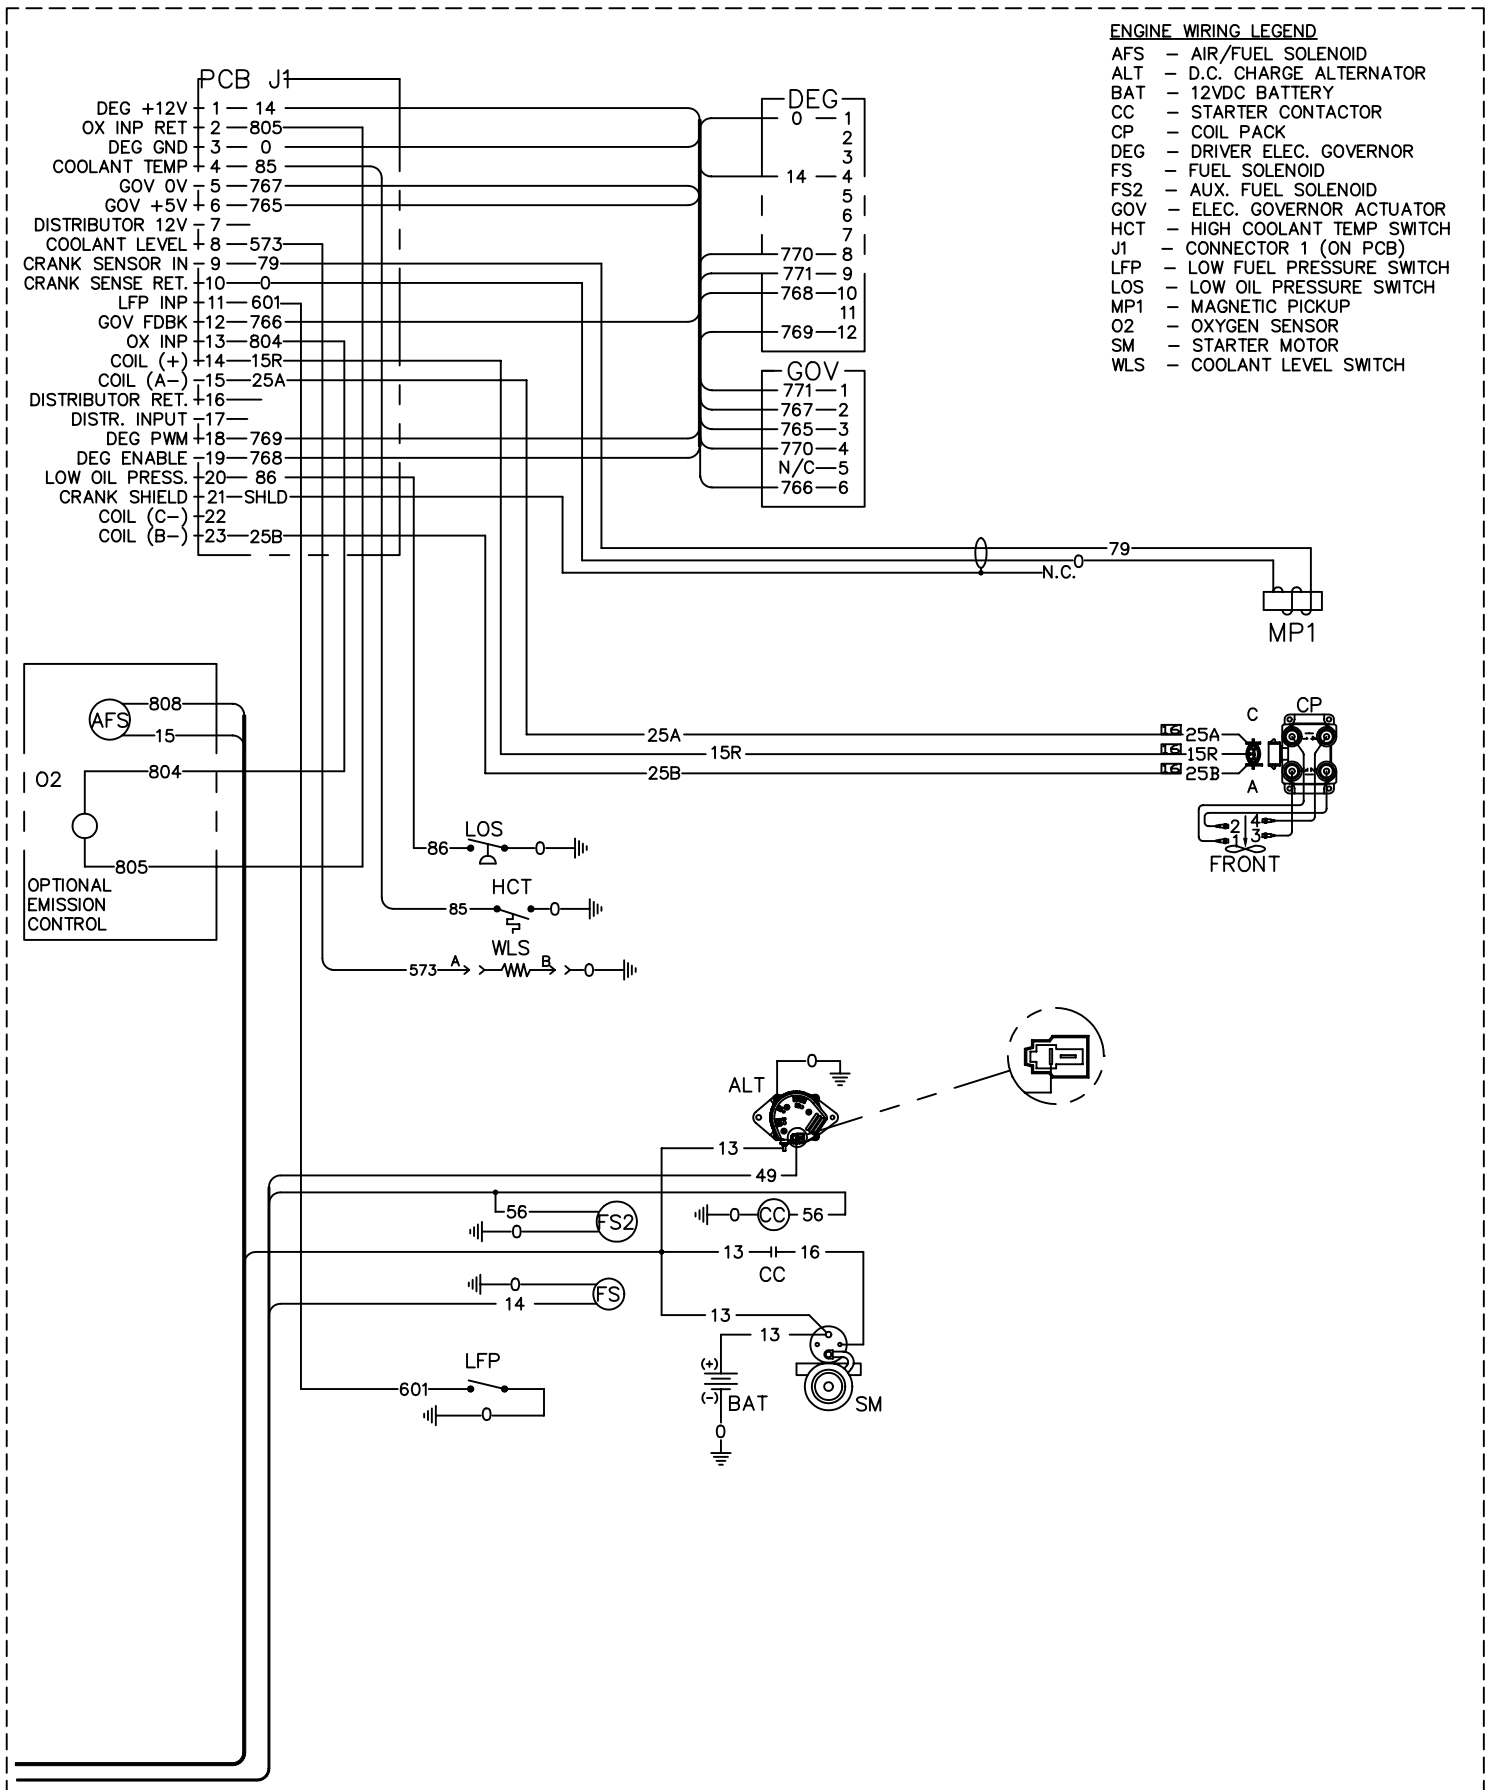 ENGINE WIRING LEGEND
AFS – AIR/FUEL SOLENOID
ALT – D.C. CHARGE ALTERNATOR
BAT – 12VDC BATTERY
CC – STARTER CONTACTOR
CP – COIL PACK
DEG – DRIVER ELEC. GOVERNOR
FS – FUEL SOLENOID
FS2 – AUX. FUEL SOLENOID
GOV – ELEC. GOVERNOR ACTUATOR
HCT – HIGH COOLANT TEMP SWITCH
J1 – CONNECTOR 1 (ON PCB)
LFP – LOW FUEL PRESSURE SWITCH
LOS – LOW OIL PRESSURE SWITCH
MP1 – MAGNETIC PICKUP
O2 – OXYGEN SENSOR
SM – STARTER MOTOR
WLS – COOLANT LEVEL SWITCH
PCB J1
DEG +12V 1 14
OX INP RET 2 805
DEG GND 3 0
COOLANT TEMP 4 85
GOV 0V 5 767
GOV +5V 6 765
DISTRIBUTOR 12V 7
COOLANT LEVEL 8 573
CRANK SENSOR IN 9 79
CRANK SENSE RET. 10 0
LFP INP 11 601
GOV FDBK 12 766
OX INP 13 804
COIL (+) 14 15R
COIL (A-) 15 25A
DISTRIBUTOR RET. 16
DISTR. INPUT 17
DEG PWM 18 769
DEG ENABLE 19 768
LOW OIL PRESS. 20 86
CRANK SHIELD 21 SHLD
COIL (C-) 22
COIL (B-) 23 25B
DEG
0 1
2
3
14 4
5
6
7
770 8
771 9
768 10
11
769 12
GOV
771 1
767 2
765 3
770 4
N/C 5
766 6
79
0
N.C.
MP1
AFS
808
15
O2
804
805
OPTIONAL
EMISSION
CONTROL
C CP
25A 16 25A
15R 16 15R
25B 16 25B
A
2 4
1 3
FRONT
LOS
86 0
HCT
85 0
WLS
573 A B 0
0
ALT
13
49
56 FS2
0
0 CC 56
13 16
CC
0 FS
14
13
13
(+)
(-)
BAT SM
0
LFP
601
0